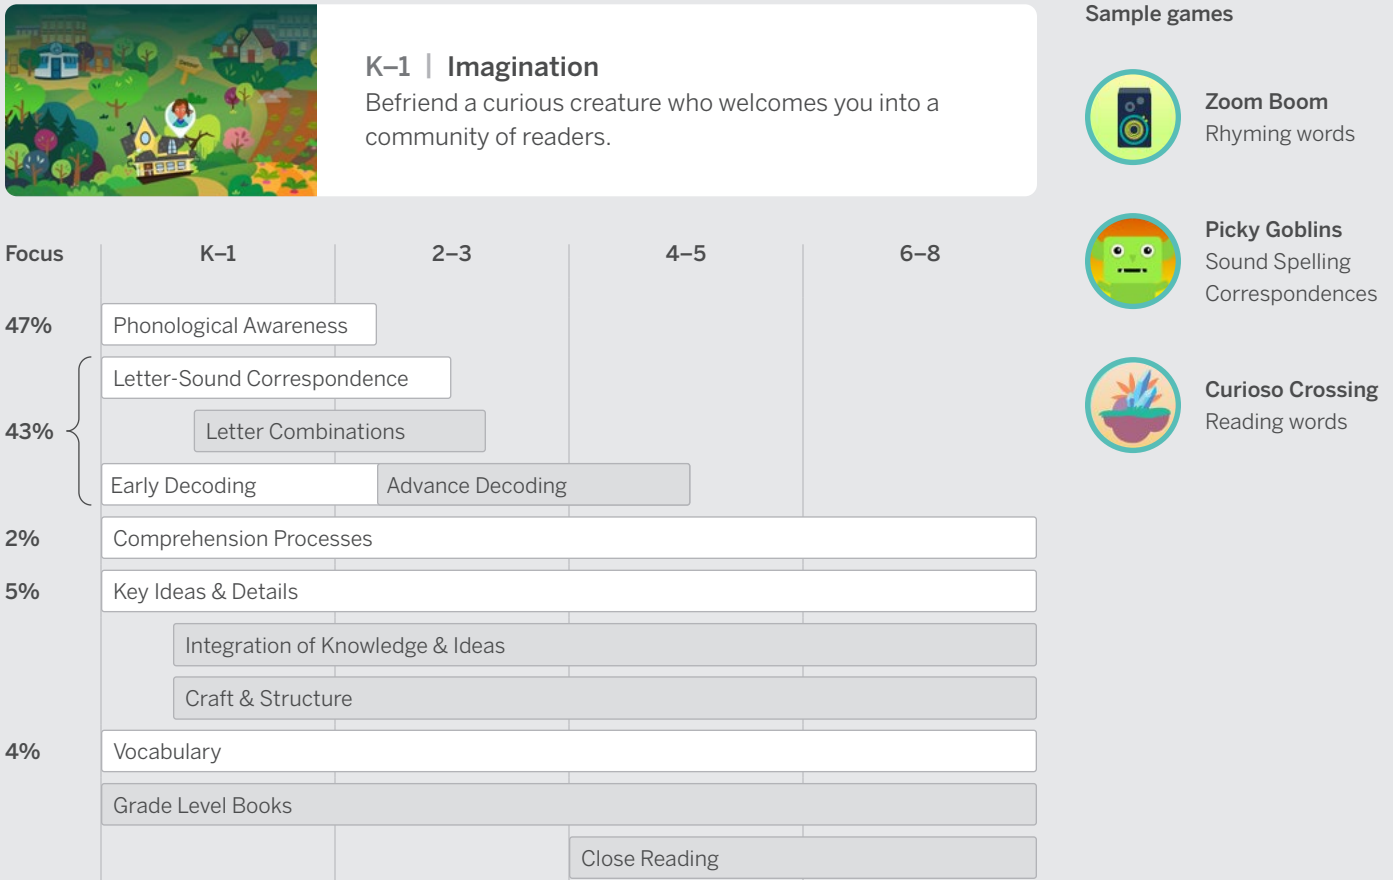 K–1 | Imagination
Befriend a curious creature who welcomes you into a
community of readers.
Focus K–1 2–3 4–5 6–8
47% Phonological Awareness
Letter-Sound Correspondence
43% Letter Combinations
Early Decoding Advance Decoding
2% Comprehension Processes
5% Key Ideas & Details
Integration of Knowledge & Ideas
Craft & Structure
4% Vocabulary
Grade Level Books
Close Reading
Sample games
Zoom Boom
Rhyming words
Picky Goblins
Sound Spelling
Correspondences
Curioso Crossing
Reading words